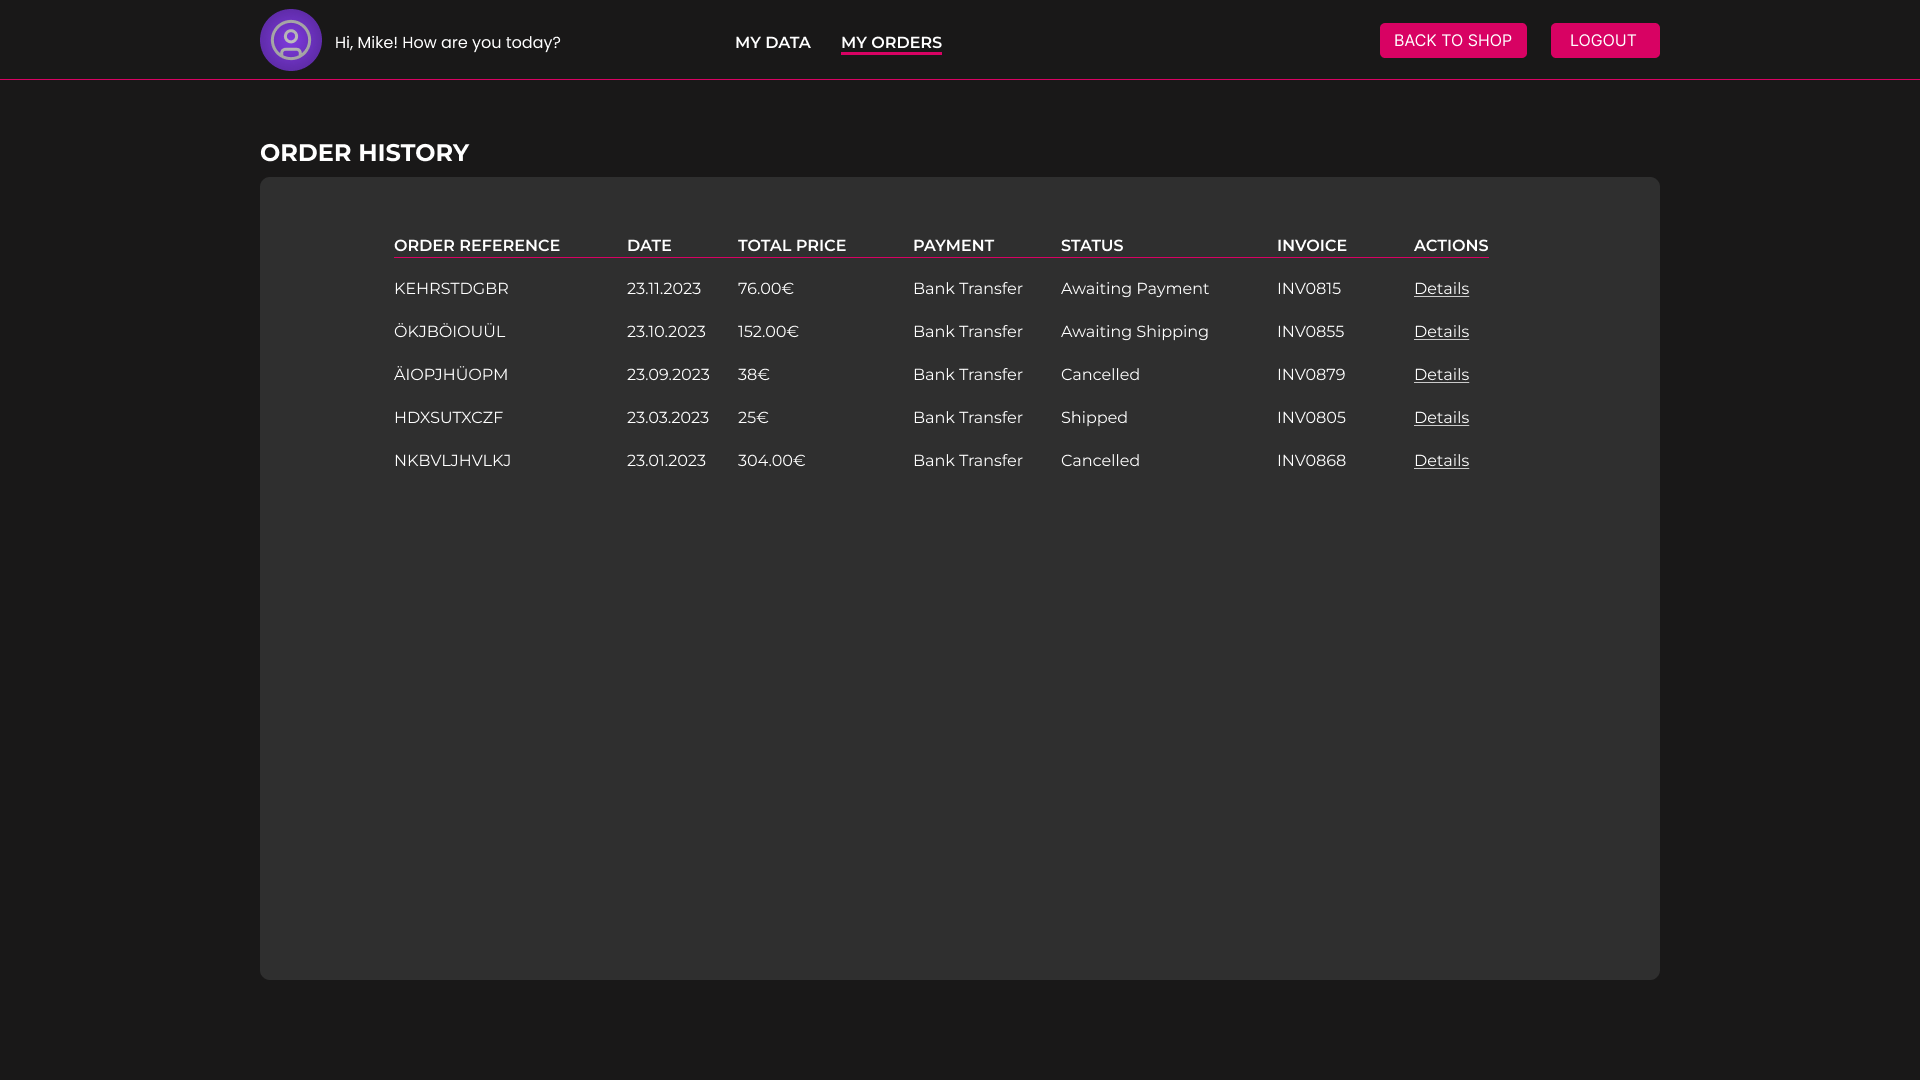 Hi, Mike! How are you today?
MY DATA
MY ORDERS
BACK TO SHOP
LOGOUT
ORDER HISTORY
ORDER REFERENCE DATE TOTAL PRICE PAYMENT STATUS INVOICE ACTIONS
KEHRSTDGBR 23.11.2023 76.00€ Bank Transfer Awaiting Payment INV0815 Details
ÖKJBÖIOUÜL 23.10.2023 152.00€ Bank Transfer Awaiting Shipping INV0855 Details
ÄIOPJHÜOPM 23.09.2023 38€ Bank Transfer Cancelled INV0879 Details
HDXSUTXCZF 23.03.2023 25€ Bank Transfer Shipped INV0805 Details
NKBVLJHVLKJ 23.01.2023 304.00€ Bank Transfer Cancelled INV0868 Details